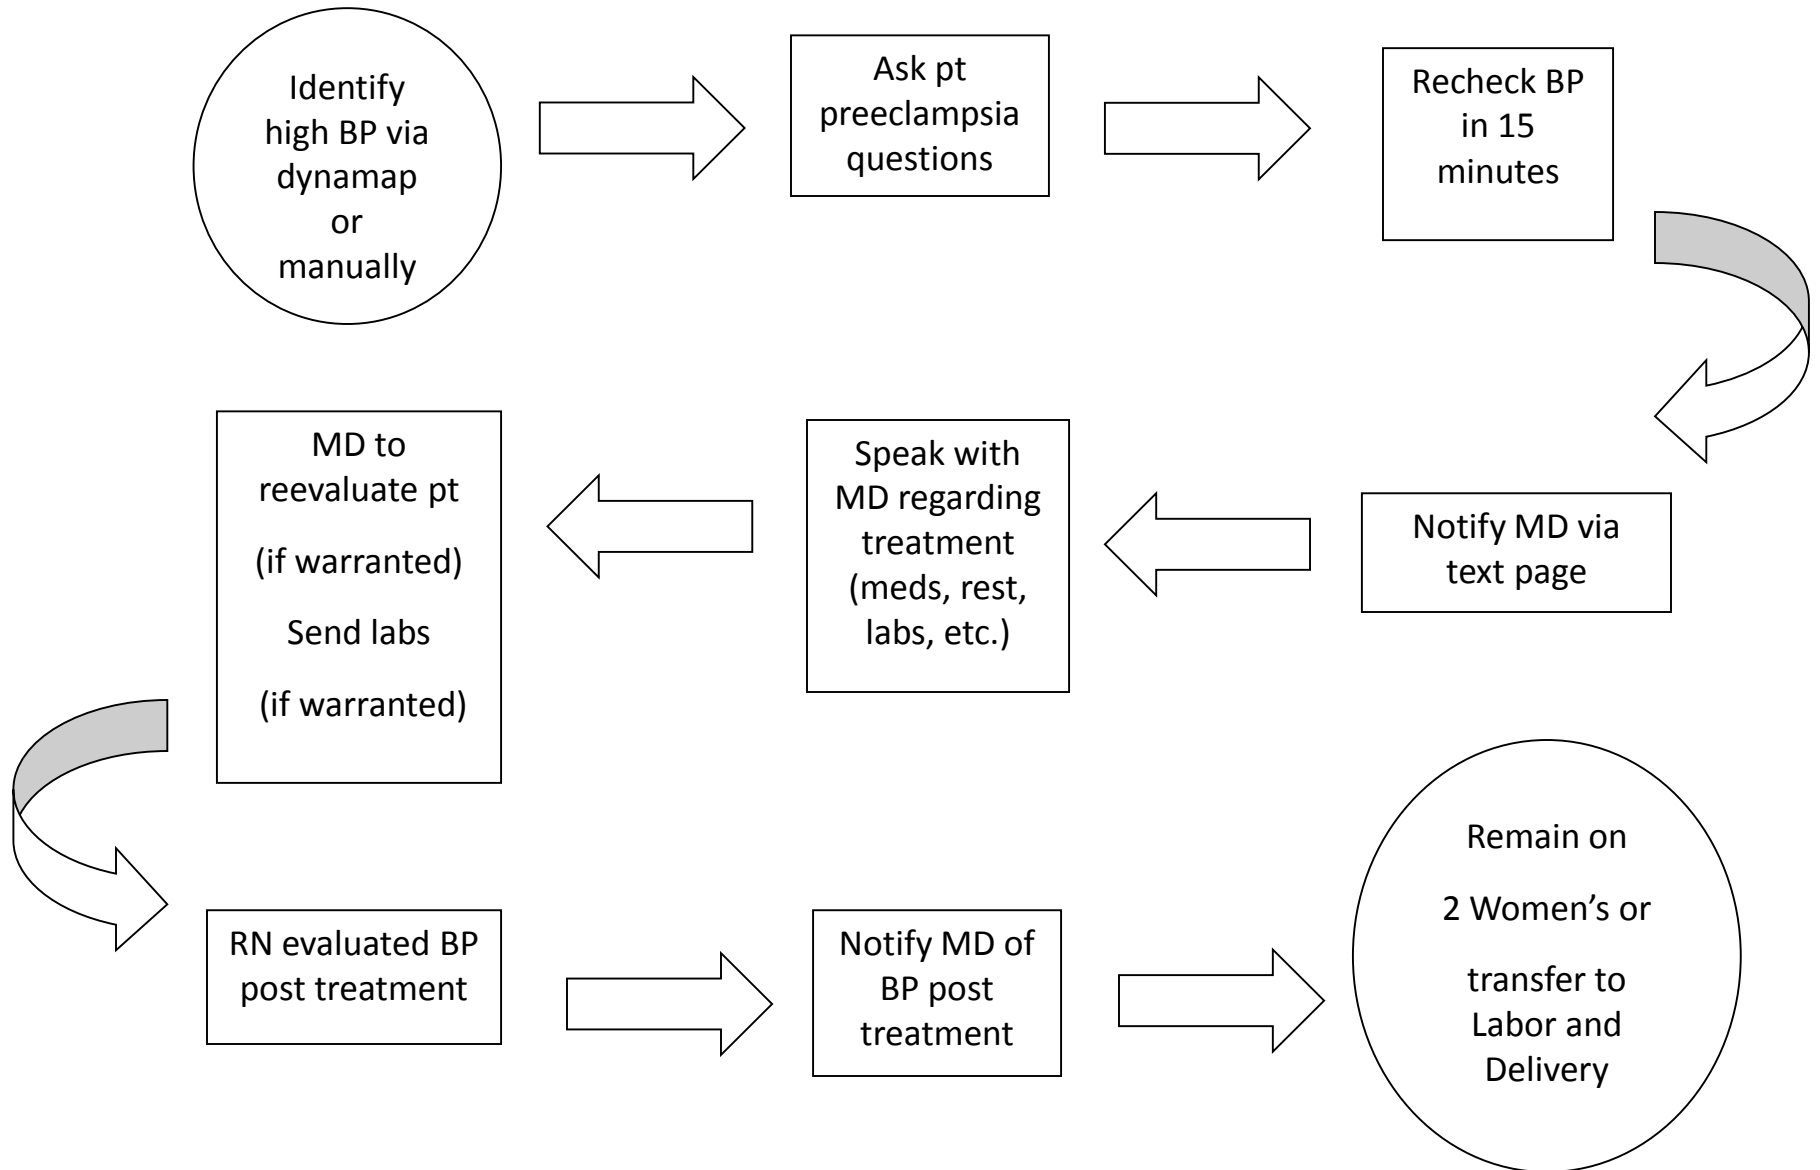 Identify
high BP via
dynamap
or
manually
Ask pt
preeclampsia
questions
Recheck BP
in 15
minutes
Notify MD via
text page
Speak with
MD regarding
treatment
(meds, rest,
labs, etc.)
MD to
reevaluate pt
(if warranted)
Send labs
(if warranted)
RN evaluated BP
post treatment
Notify MD of
BP post
treatment
Remain on
2 Women’s or
transfer to
Labor and
Delivery